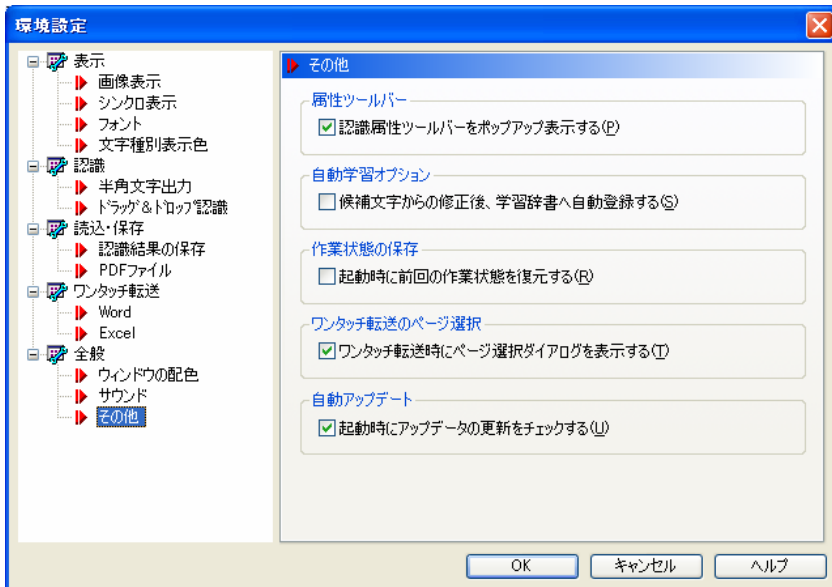 環境設定
表示
画像表示
シンクロ表示
フォント
文字種別表示色
認識
半角文字出力
ﾄﾞﾗｯｸﾞ&ﾄﾞﾛｯﾌﾟ認識
読込・保存
認識結果の保存
PDFファイル
ワンタッチ転送
Word
Excel
全般
ウィンドウの配色
サウンド
その他
その他
属性ツールバー
認識属性ツールバーをポップアップ表示する(P)
自動学習オプション
候補文字からの修正後、学習辞書へ自動登録する(S)
作業状態の保存
起動時に前回の作業状態を復元する(R)
ワンタッチ転送のページ選択
ワンタッチ転送時にページ選択ダイアログを表示する(T)
自動アップデート
起動時にアップデータの更新をチェックする(U)
OK
キャンセル
ヘルプ